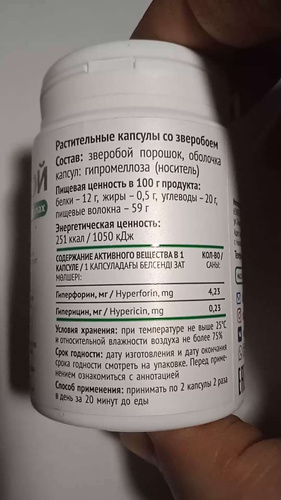 Растительные капсулы со зверобоем
Состав: зверобой порошок, оболочка
капсул: гипромеллоза (носитель)
Пищевая ценность в 100 г продукта:
белки – 12 г, жиры – 0,5 г, углеводы – 20 г,
пищевые волокна – 59 г
Энергетическая ценность:
251 ккал / 1050 кДж
СОДЕРЖАНИЕ АКТИВНОГО ВЕЩЕСТВА В 1
КАПСУЛЕ / 1 КАПСУЛАДАҒЫ БЕЛСЕНДІ ЗАТ
МӨЛШЕРІ:
КОЛ-ВО /
САНЫ:
Гиперфорин, мг / Hyperforin, mg 4,23
Гиперицин, мг / Hypericin, mg 0,23
Условия хранения: при температуре не выше 25°С
и относительной влажности воздуха не более 75%
Срок годности: дату изготовления и дату окончания
срока годности смотреть на упаковке. Перед приме-
нением ознакомиться с аннотацией
Способ применения: принимать по 2 капсулы 2 раза
в день за 20 минут до еды